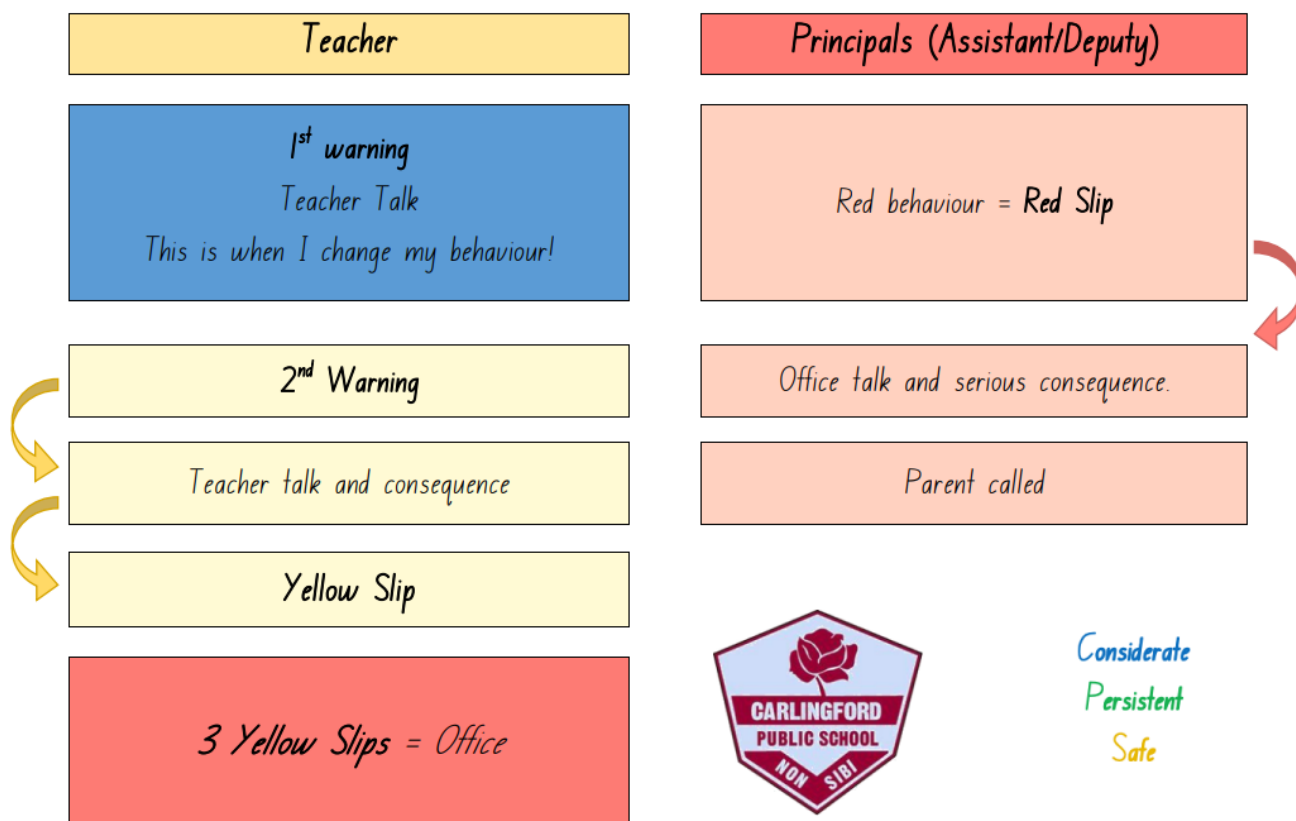 Teacher
1st warning
Teacher Talk
This is when I change my behaviour!
2nd Warning
Teacher talk and consequence
Yellow Slip
3 Yellow Slips = Office
Principals (Assistant/Deputy)
Red behaviour = Red Slip
Office talk and serious consequence.
Parent called
CARLINGFORD
PUBLIC SCHOOL
NON SIBI
Considerate
Persistent
Safe